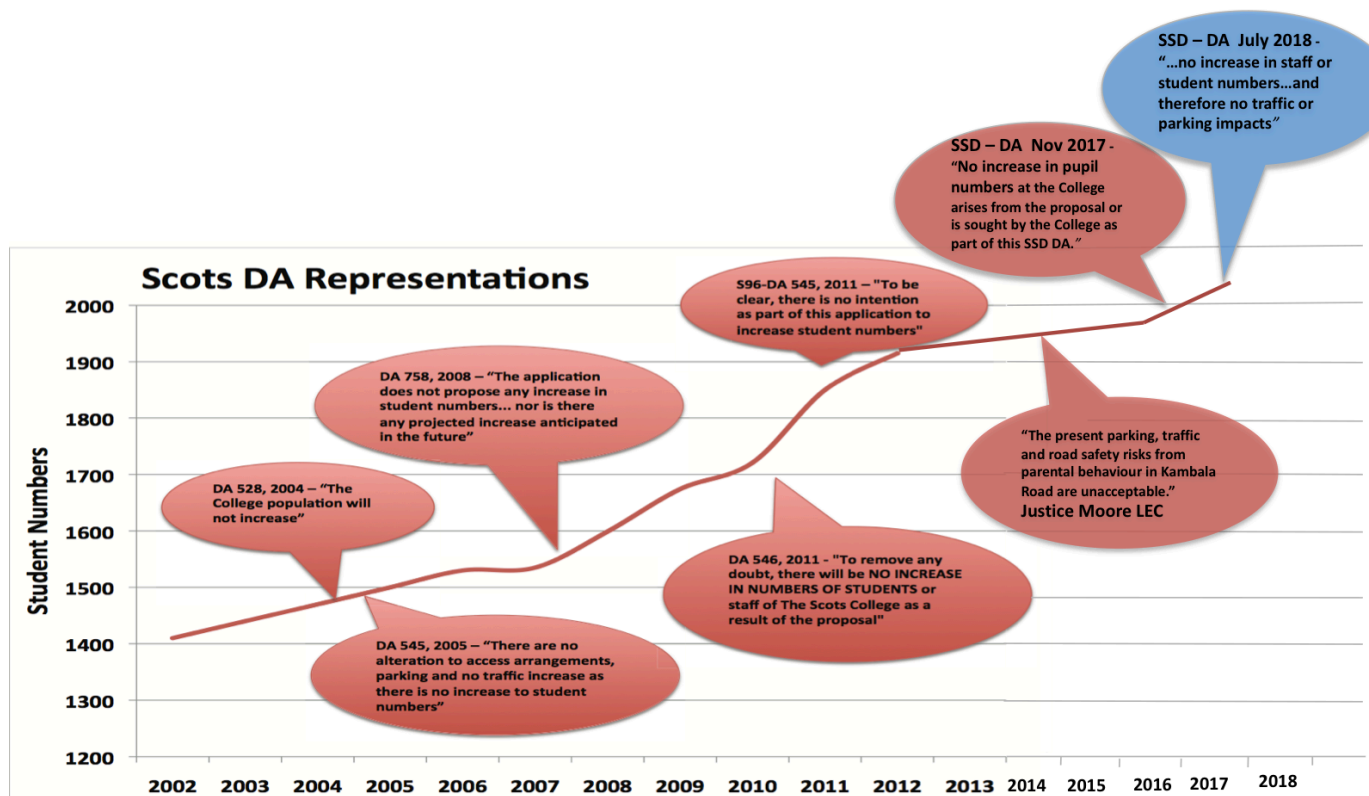 SSD – DA July 2018 -
“...no increase in staff or
student numbers...and
therefore no traffic or
parking impacts”
SSD – DA Nov 2017 -
“No increase in pupil
numbers at the College
arises from the proposal or
is sought by the College as
part of this SSD DA.”
Scots DA Representations
S96-DA 545, 2011 – "To be
clear, there is no intention
as part of this application to
increase student numbers"
DA 758, 2008 – “The application
does not propose any increase in
student numbers... nor is there
any projected increase anticipated
in the future”
DA 528, 2004 – “The
College population will
not increase”
“The present parking, traffic
and road safety risks from
parental behaviour in Kambala
Road are unacceptable.”
Justice Moore LEC
DA 546, 2011 - "To remove any
doubt, there will be NO INCREASE
IN NUMBERS OF STUDENTS or
staff of The Scots College as a
result of the proposal"
DA 545, 2005 – “There are no
alteration to access arrangements,
parking and no traffic increase as
there is no increase to student
numbers”
Student Numbers
2000
1900
1800
1700
1600
1500
1400
1300
1200
2002 2003 2004 2005 2006 2007 2008 2009 2010 2011 2012 2013 2014 2015 2016 2017 2018